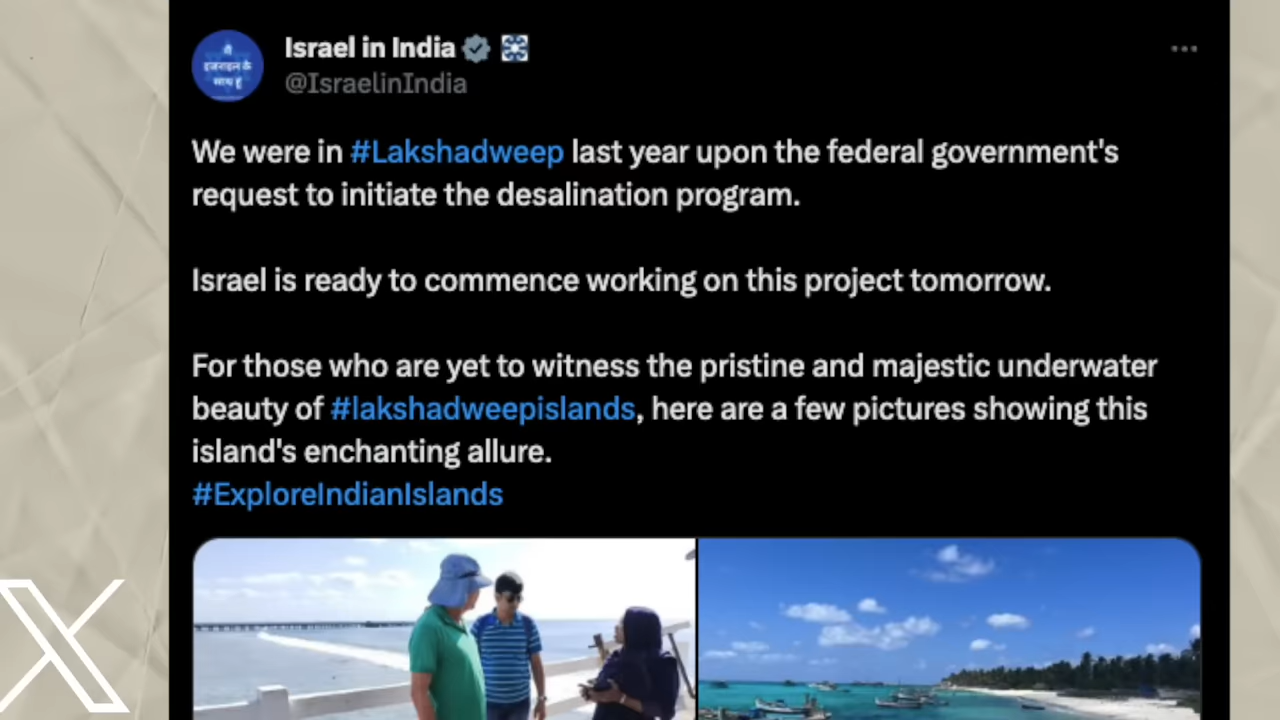 Israel in India
@IsraelinIndia
मैं
इजराइल के
साथ हूं
We were in #Lakshadweep last year upon the federal government's
request to initiate the desalination program.
Israel is ready to commence working on this project tomorrow.
For those who are yet to witness the pristine and majestic underwater
beauty of #lakshadweepislands, here are a few pictures showing this
island's enchanting allure.
#ExploreIndianIslands